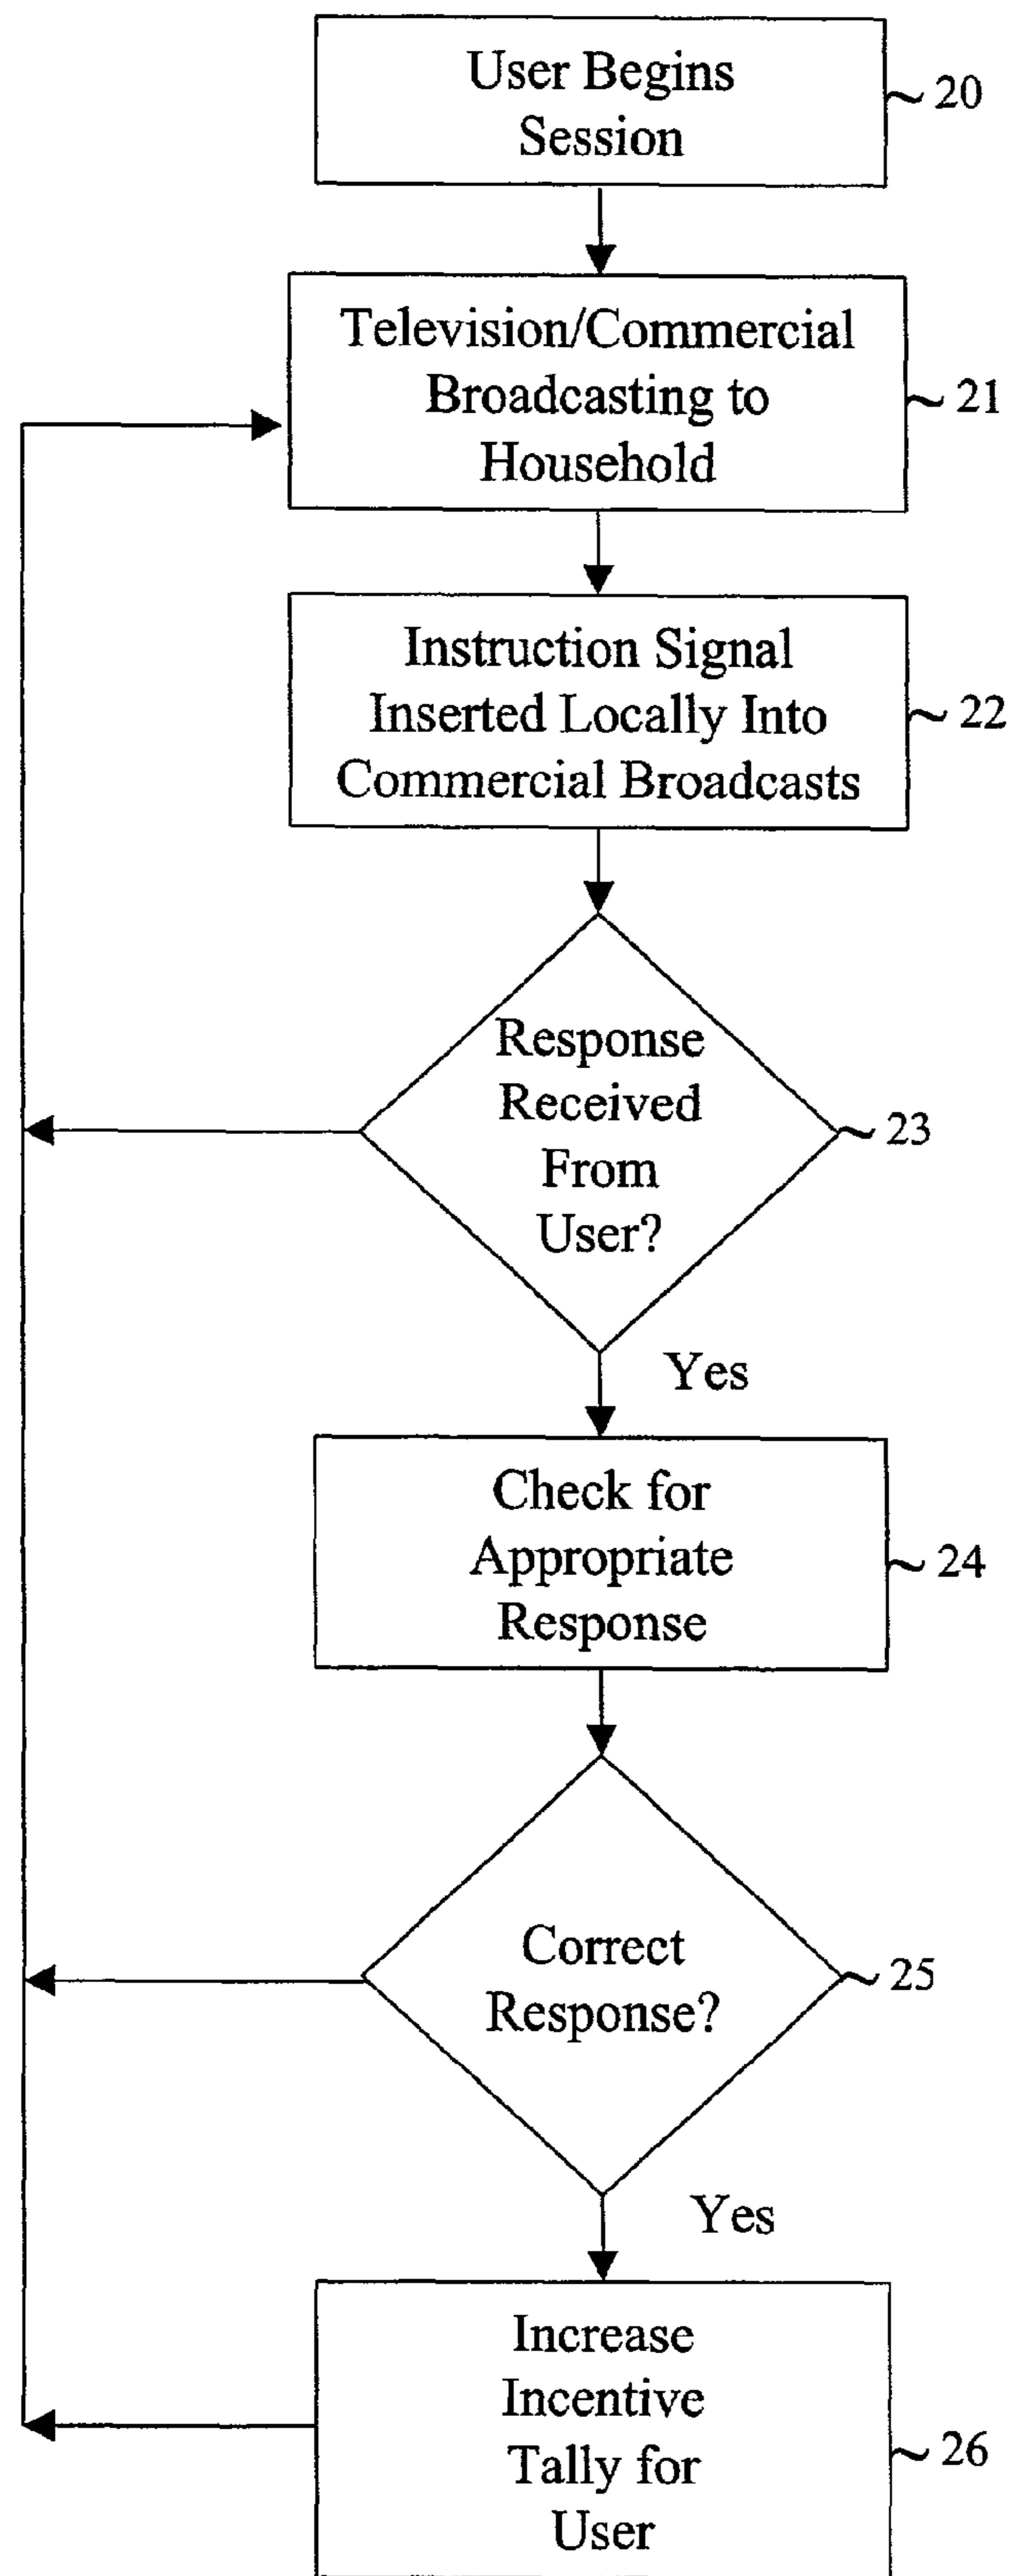 User Begins
Session
20
Television/Commercial
Broadcasting to
Household
21
Instruction Signal
Inserted Locally Into
Commercial Broadcasts
22
Response
Received
From
User?
23
Yes
Check for
Appropriate
Response
24
Correct
Response?
25
Yes
Increase
Incentive
Tally for
User
26